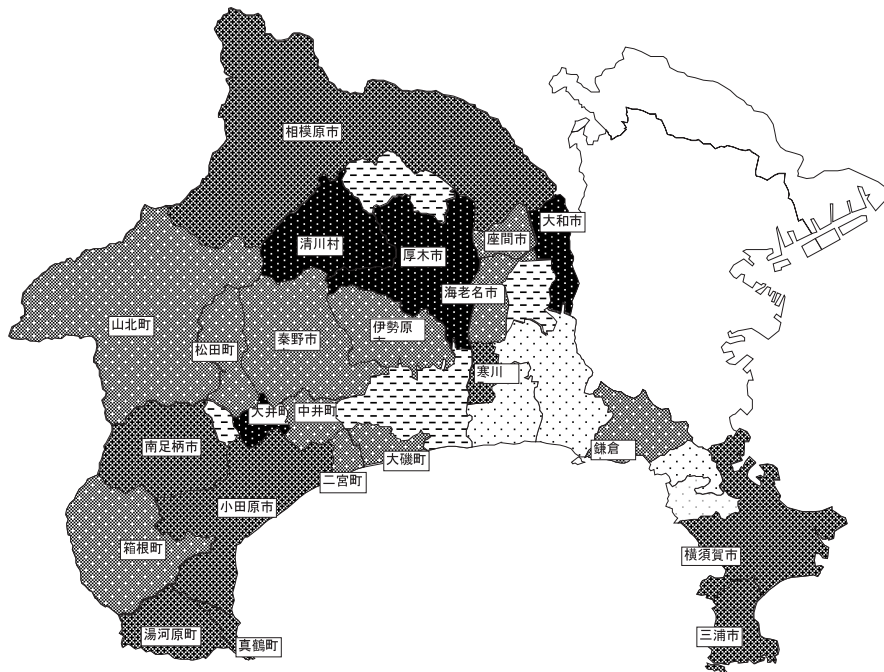 相模原市
大和市
座間市
清川村
厚木市
海老名市
山北町
伊勢原
秦野市
松田町
寒川
大井町
中井町
南足柄市
鎌倉
大磯町
二宮町
小田原市
箱根町
横須賀市
湯河原町
三浦市
真鶴町